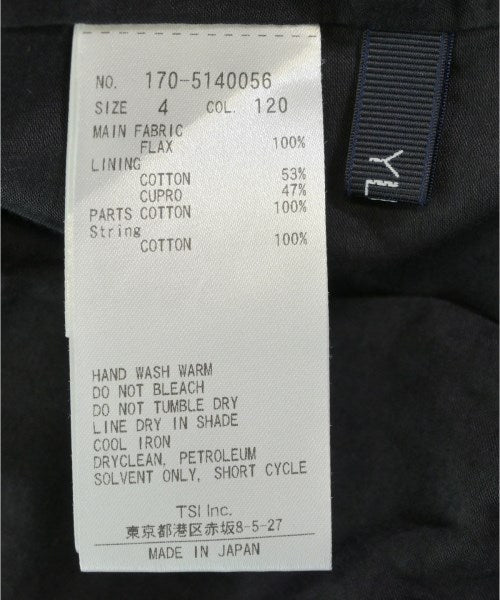 NO. 170-5140056
SIZE 4 COL. 120
MAIN FABRIC
FLAX 100%
LINING
COTTON 53%
CUPRO 47%
PARTS COTTON 100%
String
COTTON 100%
HAND WASH WARM
DO NOT BLEACH
DO NOT TUMBLE DRY
LINE DRY IN SHADE
COOL IRON
DRYCLEAN, PETROLEUM
SOLVENT ONLY, SHORT CYCLE
TSI Inc.
東京都港区赤坂8-5-27
MADE IN JAPAN